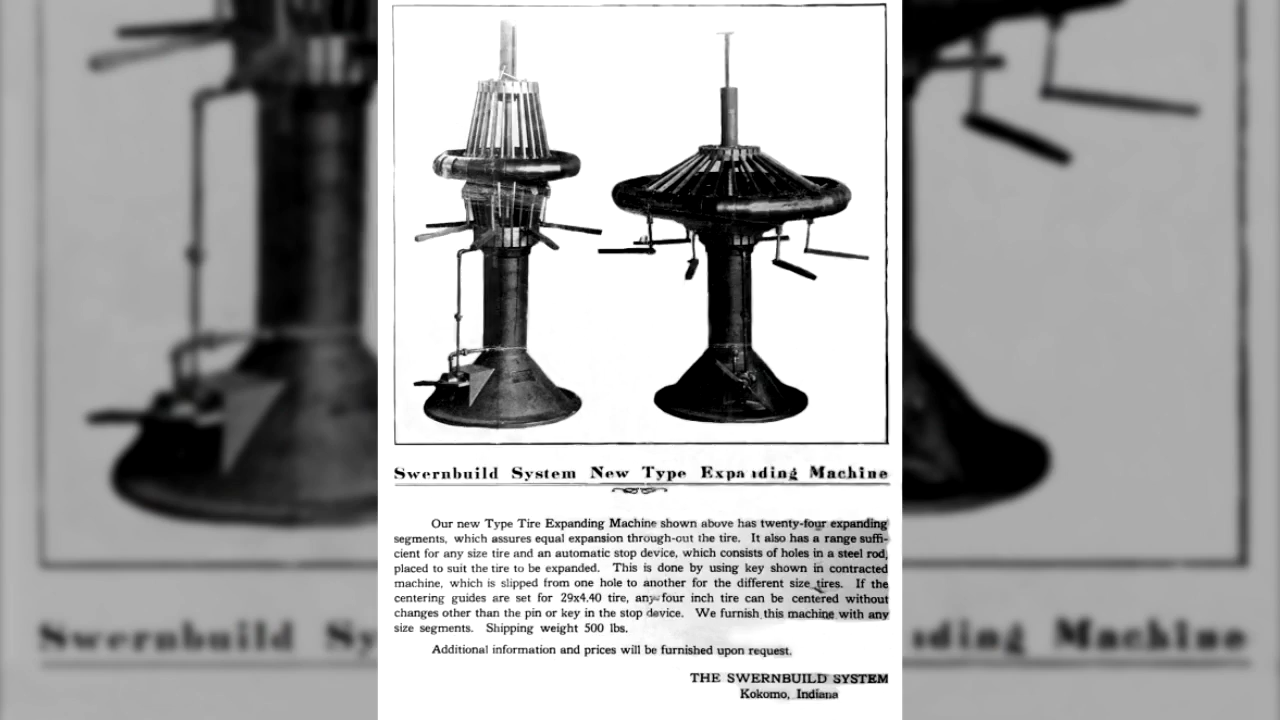 Swernbuild System New Type Expa ding Machine
Our new Type Tire Expanding Machine shown above has twenty-four expanding
segments, which assures equal expansion through-out the tire. It also has a range suffi-
cient for any size tire and an automatic stop device, which consists of holes in a steel rod,
placed to suit the tire to be expanded. This is done by using key shown in contracted
machine, which is slipped from one hole to another for the different size tires. If the
centering guides are set for 29x4.40 tire, any four inch tire can be centered without
changes other than the pin or key in the stop device. We furnish this machine with any
size segments. Shipping weight 500 lbs.
Additional information and prices will be furnished upon request.
THE SWERNBUILD SYSTEM
Kokomo, Indiana